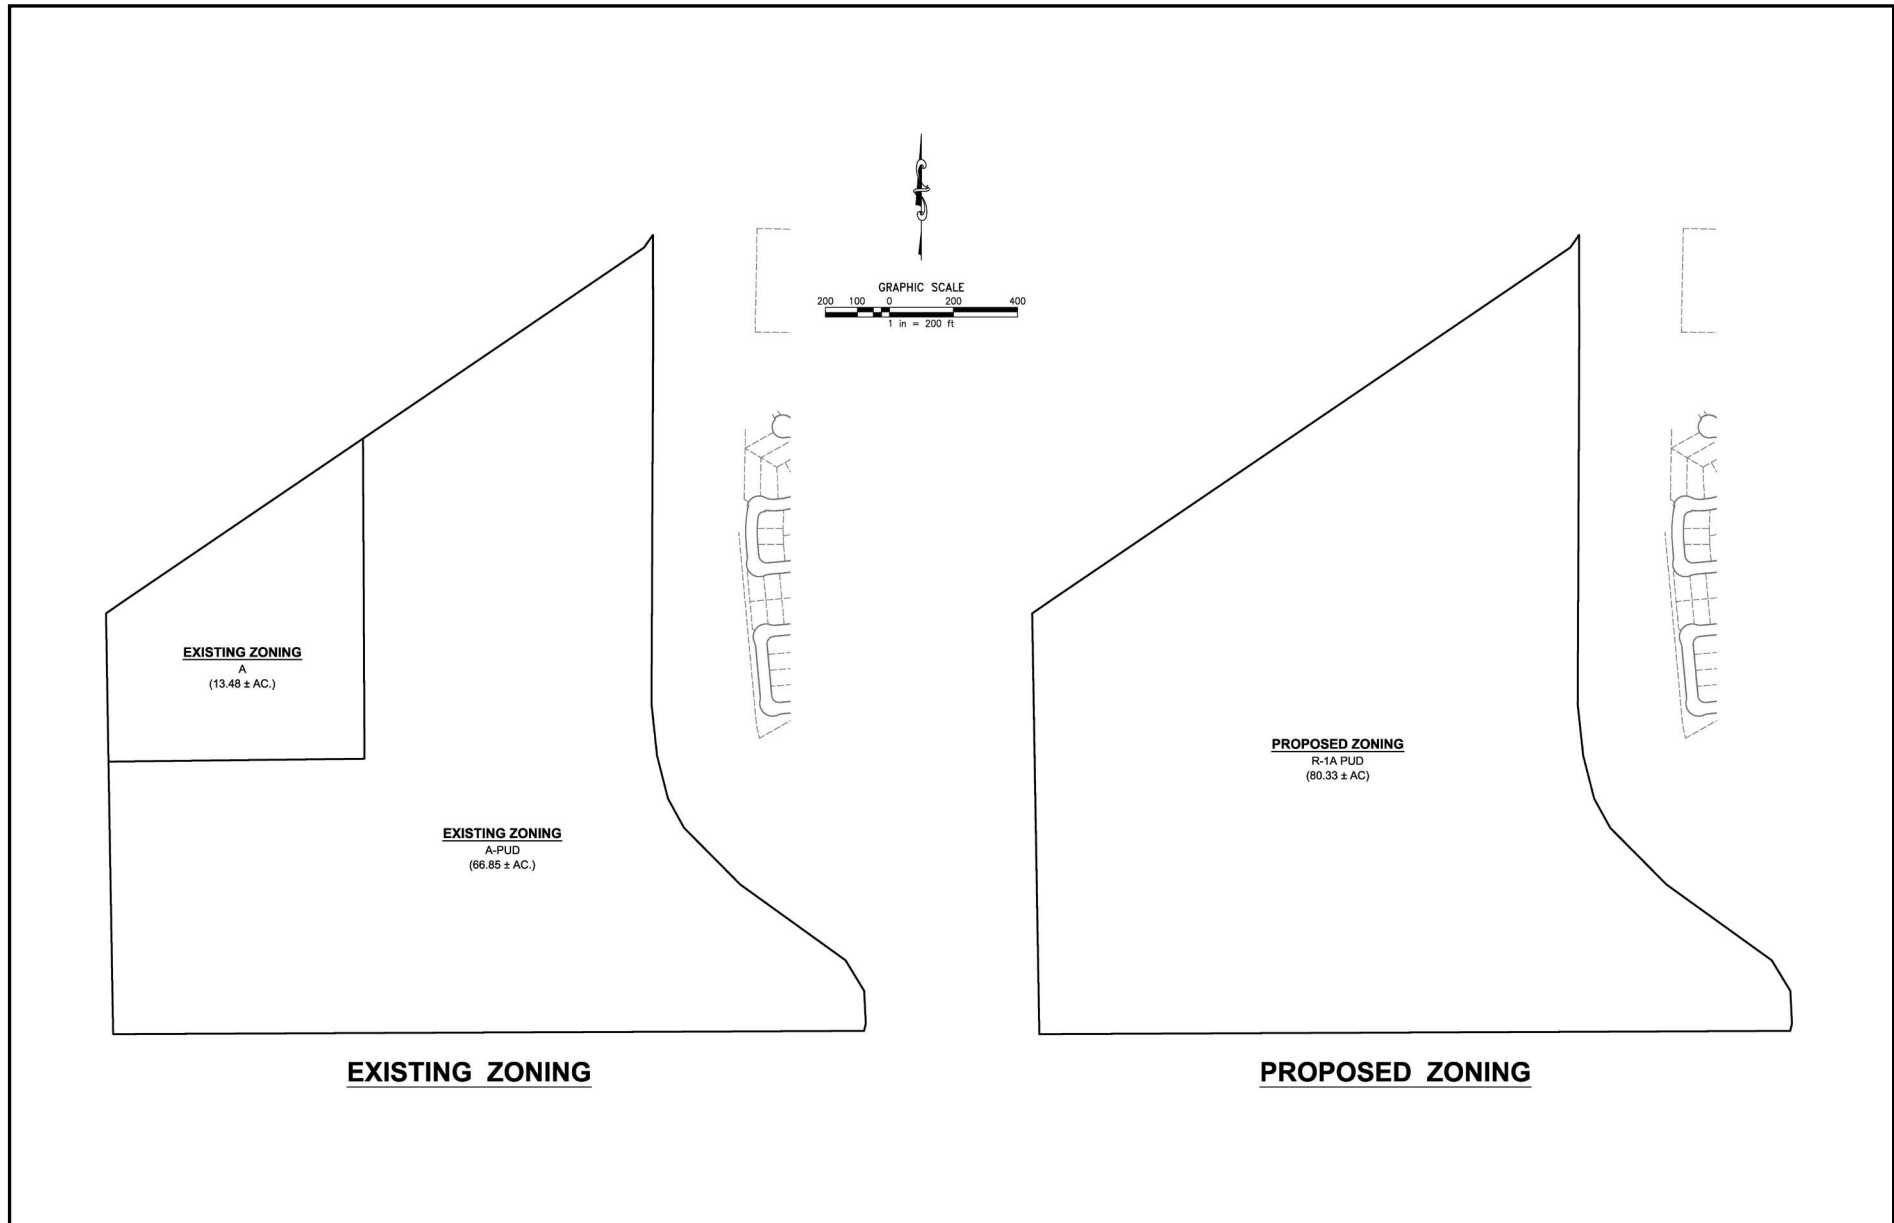 GRAPHIC SCALE
200 100 0 200 400
1 in = 200 ft
EXISTING ZONING
A
(13.48 ± AC.)
EXISTING ZONING
A-PUD
(66.85 ± AC.)
PROPOSED ZONING
R-1A PUD
(80.33 ± AC)
EXISTING ZONING
PROPOSED ZONING